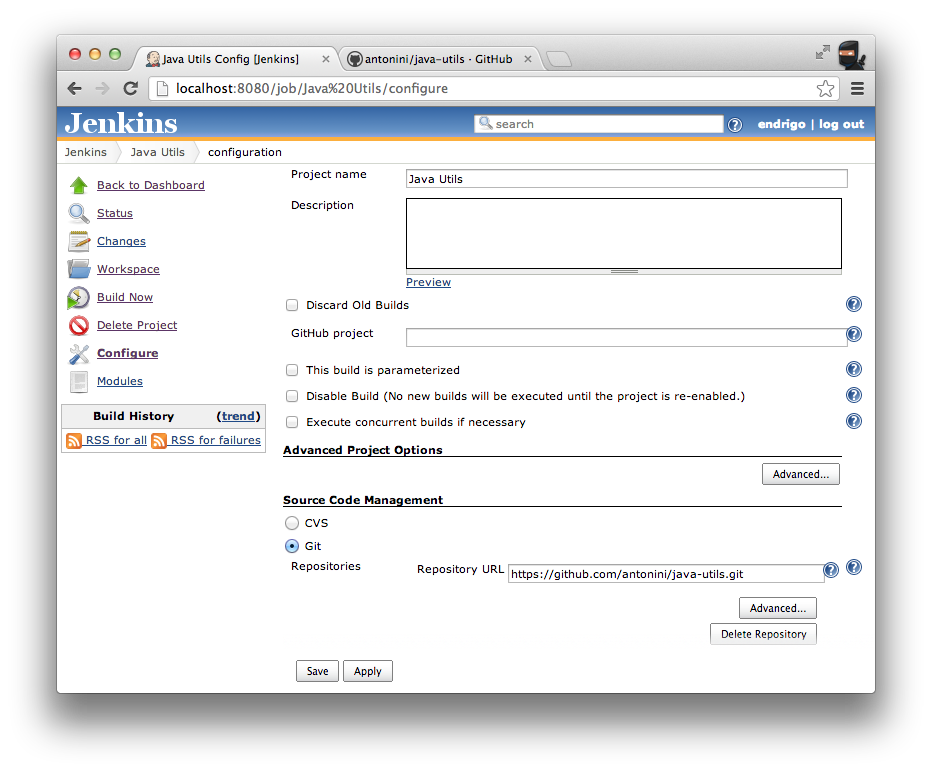 Java Utils Config [Jenkins] × antonini/java-utils · GitHub ×
localhost:8080/job/Java%20Utils/configure
Jenkins search ? endrigo | log out
Jenkins Java Utils configuration
Back to Dashboard
Status
Changes
Workspace
Build Now
Delete Project
Configure
Modules
Build History (trend)
RSS for all RSS for failures
Project name Java Utils
Description
Preview
Discard Old Builds ?
GitHub project ?
This build is parameterized ?
Disable Build (No new builds will be executed until the project is re-enabled.) ?
Execute concurrent builds if necessary ?
Advanced Project Options
Advanced...
Source Code Management
CVS
Git
Repositories Repository URL https://github.com/antonini/java-utils.git ? ?
Advanced...
Delete Repository
Save Apply